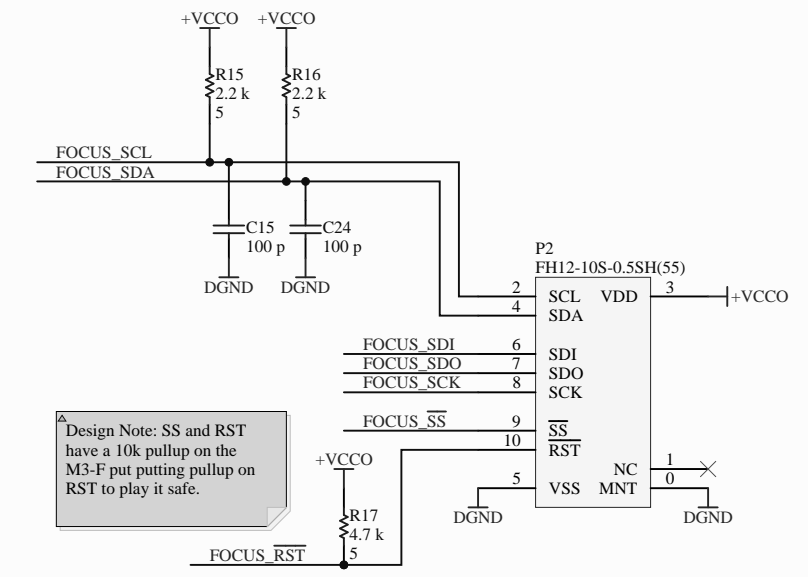 +VCCO +VCCO
R15
2.2 k
5
R16
2.2 k
5
FOCUS_SCL
FOCUS_SDA
C15
100 p
C24
100 p
DGND DGND
P2
FH12-10S-0.5SH(55)
2 SCL VDD 3 +VCCO
4 SDA
FOCUS_SDI 6 SDI
FOCUS_SDO 7 SDO
FOCUS_SCK 8 SCK
FOCUS_SS 9 SS
10 RST
NC 1
5 VSS MNT 0
DGND DGND
Design Note: SS and RST
have a 10k pullup on the
M3-F put putting pullup on
RST to play it safe.
+VCCO
R17
4.7 k
5
FOCUS_RST